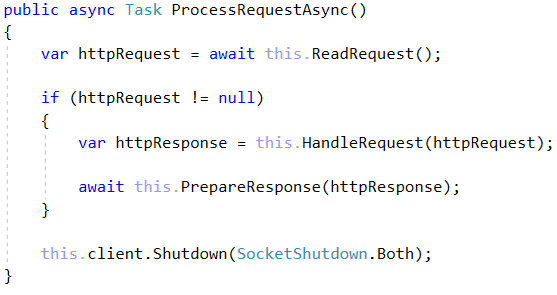 public async Task ProcessRequestAsync()
{
    var httpRequest = await this.ReadRequest();
    if (httpRequest != null)
    {
        var httpResponse = this.HandleRequest(httpRequest);
        await this.PrepareResponse(httpResponse);
    }
    this.client.Shutdown(SocketShutdown.Both);
}